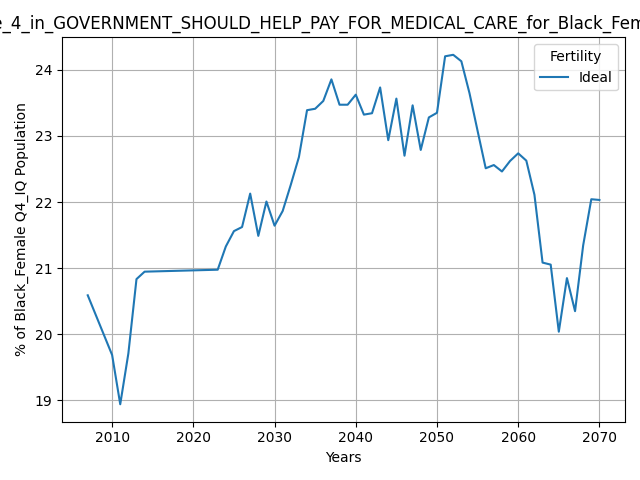 e_4_in_GOVERNMENT_SHOULD_HELP_PAY_FOR_MEDICAL_CARE_for_Black_Fem
Fertility
Ideal
% of Black_Female Q4_IQ Population
24
23
22
21
20
19
2010 2020 2030 2040 2050 2060 2070
Years